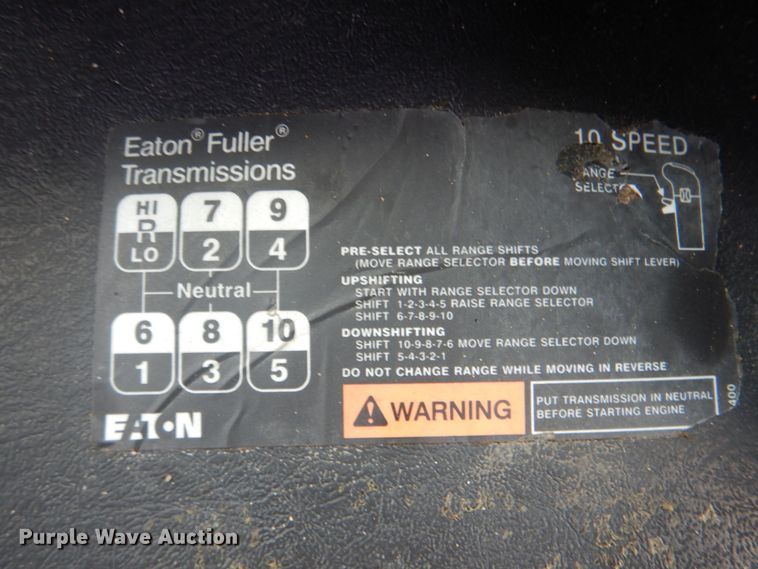 Eaton® Fuller®
Transmissions
10 SPEED
RANGE
SELECTOR
HI
R
LO
7
2
9
4
Neutral
6
1
8
3
10
5
EATON
PRE-SELECT ALL RANGE SHIFTS
(MOVE RANGE SELECTOR BEFORE MOVING SHIFT LEVER)
UPSHIFTING
START WITH RANGE SELECTOR DOWN
SHIFT 1-2-3-4-5 RAISE RANGE SELECTOR
SHIFT 6-7-8-9-10
DOWNSHIFTING
SHIFT 10-9-8-7-6 MOVE RANGE SELECTOR DOWN
SHIFT 5-4-3-2-1
DO NOT CHANGE RANGE WHILE MOVING IN REVERSE
WARNING
PUT TRANSMISSION IN NEUTRAL
BEFORE STARTING ENGINE
400
Purple Wave Auction